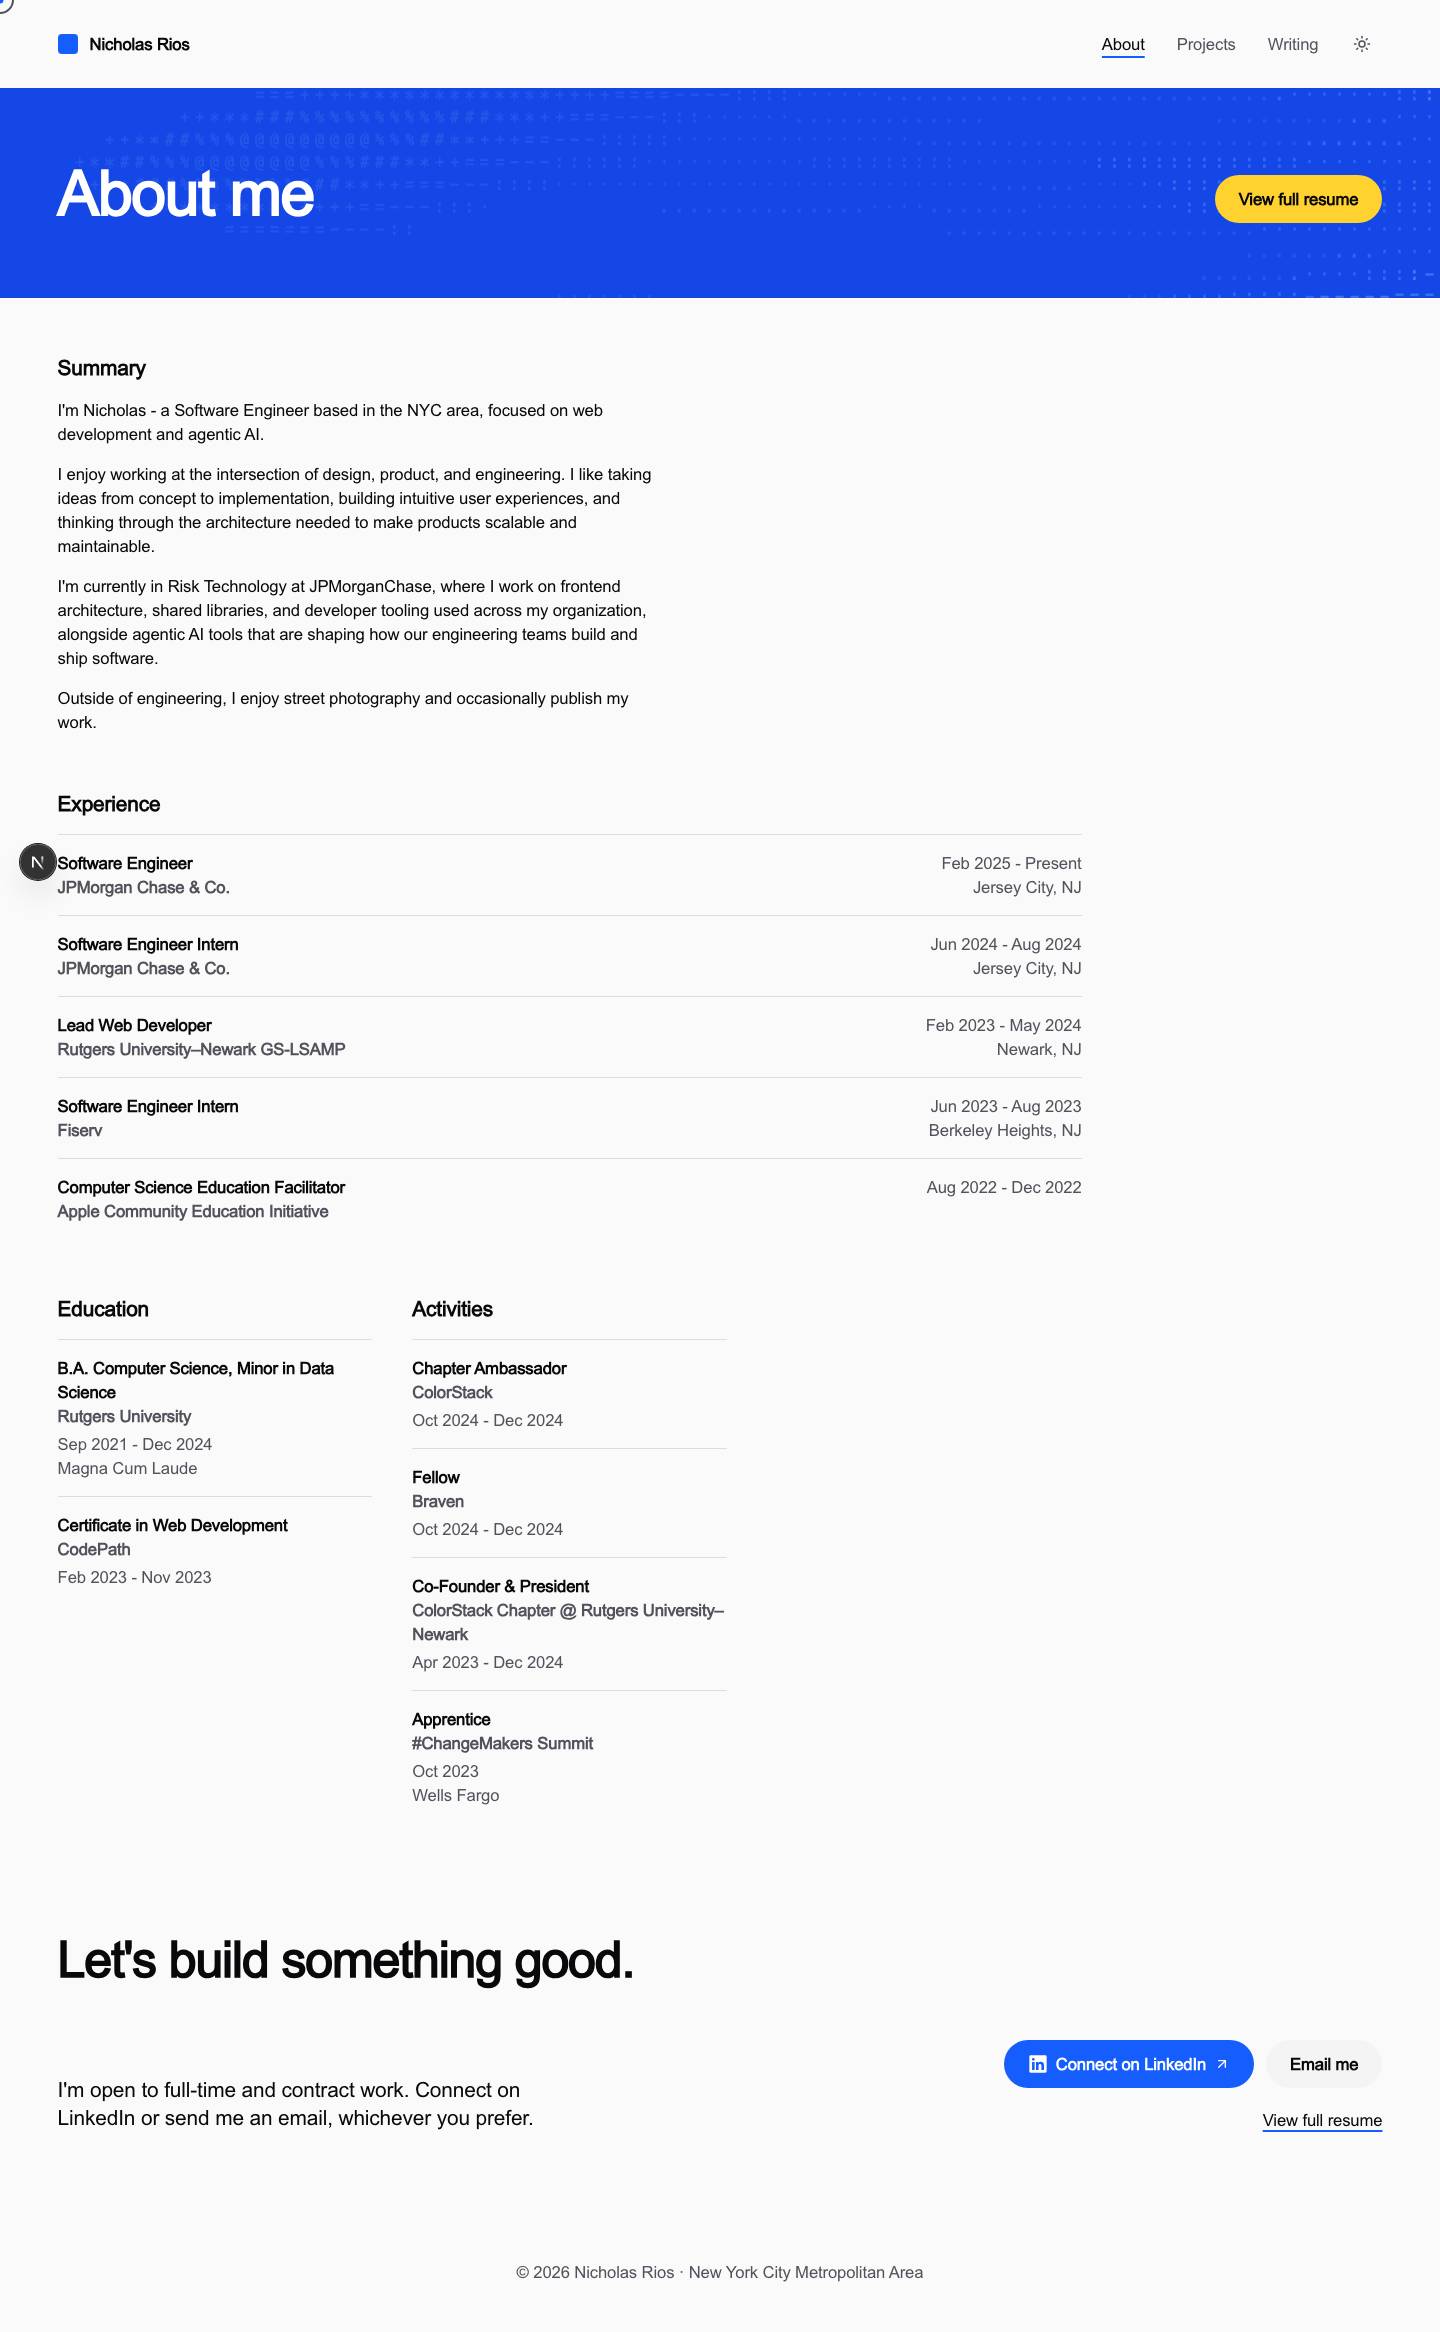 Nicholas Rios
About
Projects
Writing
About me
View full resume
Summary
I'm Nicholas - a Software Engineer based in the NYC area, focused on web
development and agentic AI.
I enjoy working at the intersection of design, product, and engineering. I like taking
ideas from concept to implementation, building intuitive user experiences, and
thinking through the architecture needed to make products scalable and
maintainable.
I'm currently in Risk Technology at JPMorganChase, where I work on frontend
architecture, shared libraries, and developer tooling used across my organization,
alongside agentic AI tools that are shaping how our engineering teams build and
ship software.
Outside of engineering, I enjoy street photography and occasionally publish my
work.
Experience
N
Software Engineer
Feb 2025 - Present
JPMorgan Chase & Co.
Jersey City, NJ
Software Engineer Intern
Jun 2024 - Aug 2024
JPMorgan Chase & Co.
Jersey City, NJ
Lead Web Developer
Feb 2023 - May 2024
Rutgers University–Newark GS-LSAMP
Newark, NJ
Software Engineer Intern
Jun 2023 - Aug 2023
Fiserv
Berkeley Heights, NJ
Computer Science Education Facilitator
Aug 2022 - Dec 2022
Apple Community Education Initiative
Education
B.A. Computer Science, Minor in Data
Science
Rutgers University
Sep 2021 - Dec 2024
Magna Cum Laude
Certificate in Web Development
CodePath
Feb 2023 - Nov 2023
Activities
Chapter Ambassador
ColorStack
Oct 2024 - Dec 2024
Fellow
Braven
Oct 2024 - Dec 2024
Co-Founder & President
ColorStack Chapter @ Rutgers University–
Newark
Apr 2023 - Dec 2024
Apprentice
#ChangeMakers Summit
Oct 2023
Wells Fargo
Let's build something good.
I'm open to full-time and contract work. Connect on
LinkedIn or send me an email, whichever you prefer.
in Connect on LinkedIn
Email me
View full resume
© 2026 Nicholas Rios · New York City Metropolitan Area